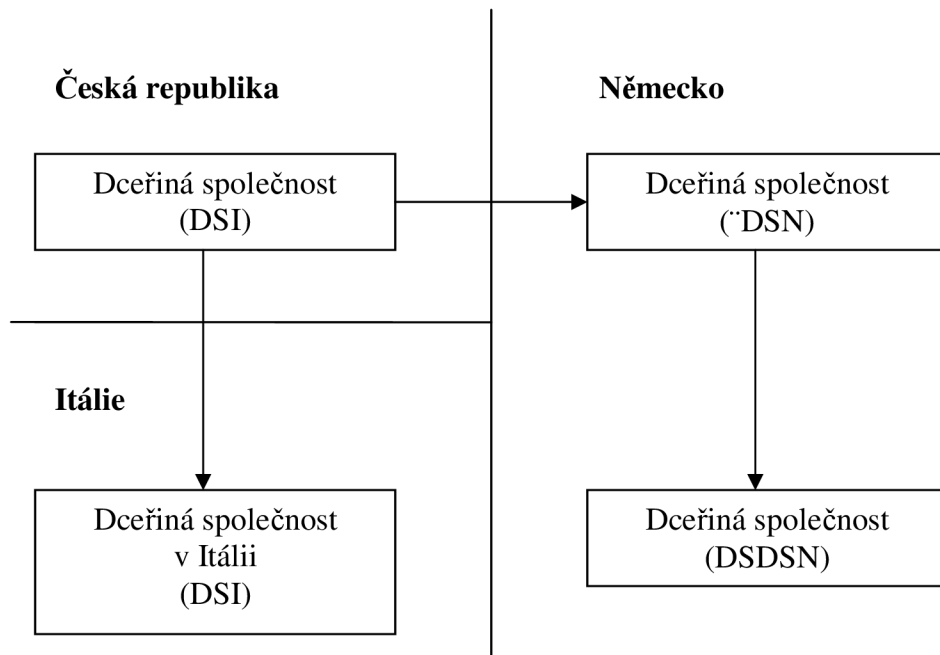 Česká republika
Dceřiná společnost
(DSI)
Německo
Dceřiná společnost
(¨DSN)
Itálie
Dceřiná společnost
v Itálii
(DSI)
Dceřiná společnost
(DSDSN)